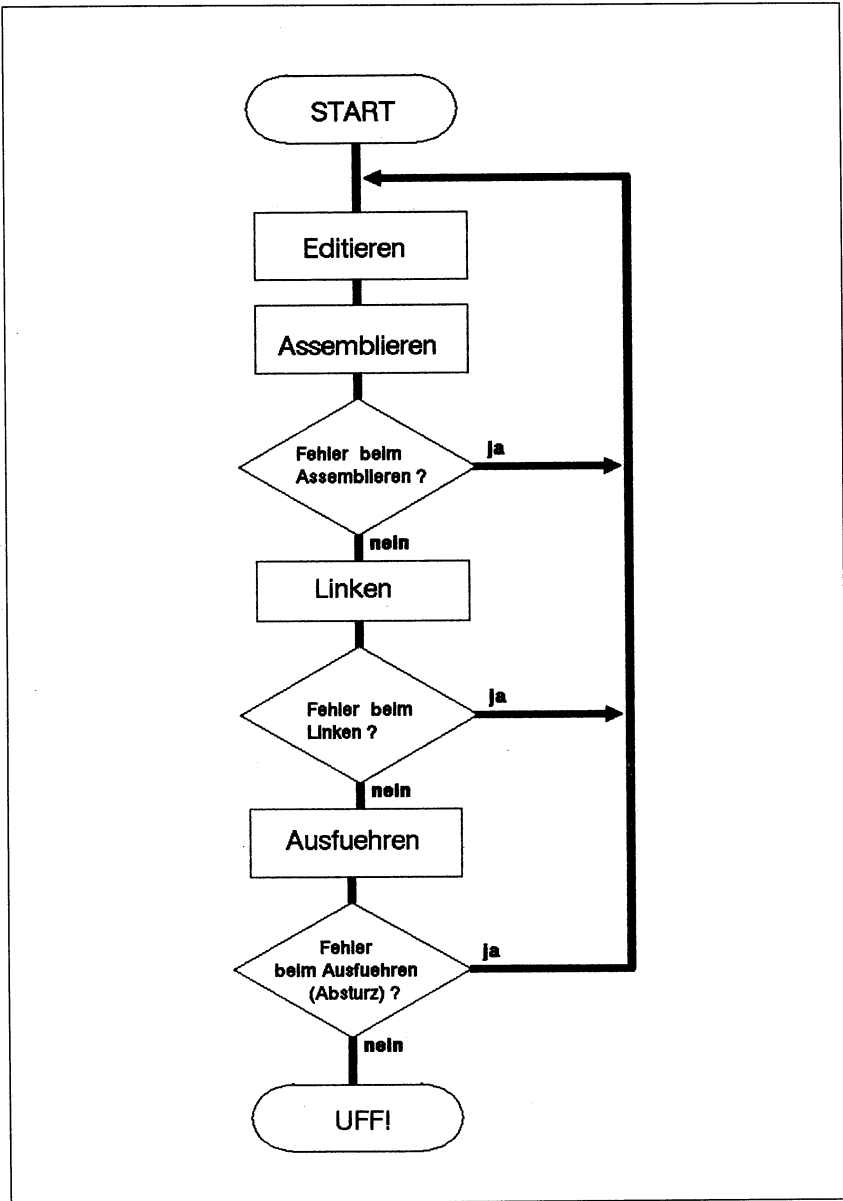 START
Editieren
Assemblieren
Fehler beim
Assemblieren ?
ja
nein
Linken
Fehler beim
Linken ?
ja
nein
Ausfuehren
Fehler
beim Ausfuehren
(Absturz) ?
ja
nein
UFF!